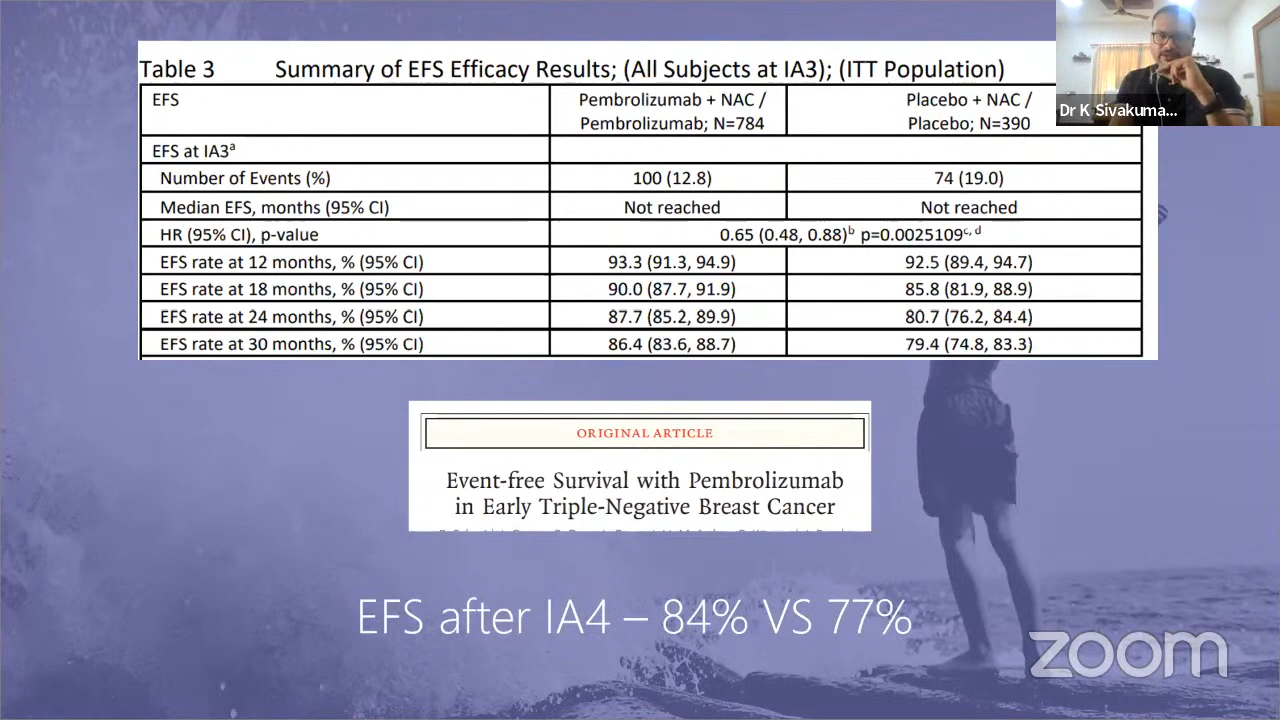 Table 3 Summary of EFS Efficacy Results; (All Subjects at IA3); (ITT Population)
EFS Pembrolizumab + NAC / Pembrolizumab; N=784 Placebo + NAC / Placebo; N=390
EFS at IA3a
Number of Events (%) 100 (12.8) 74 (19.0)
Median EFS, months (95% CI) Not reached Not reached
HR (95% CI), p-value 0.65 (0.48, 0.88)b p=0.0025109c, d
EFS rate at 12 months, % (95% CI) 93.3 (91.3, 94.9) 92.5 (89.4, 94.7)
EFS rate at 18 months, % (95% CI) 90.0 (87.7, 91.9) 85.8 (81.9, 88.9)
EFS rate at 24 months, % (95% CI) 87.7 (85.2, 89.9) 80.7 (76.2, 84.4)
EFS rate at 30 months, % (95% CI) 86.4 (83.6, 88.7) 79.4 (74.8, 83.3)
Dr K Sivakuma...
ORIGINAL ARTICLE
Event-free Survival with Pembrolizumab
in Early Triple-Negative Breast Cancer
EFS after IA4 – 84% VS 77%
zoom